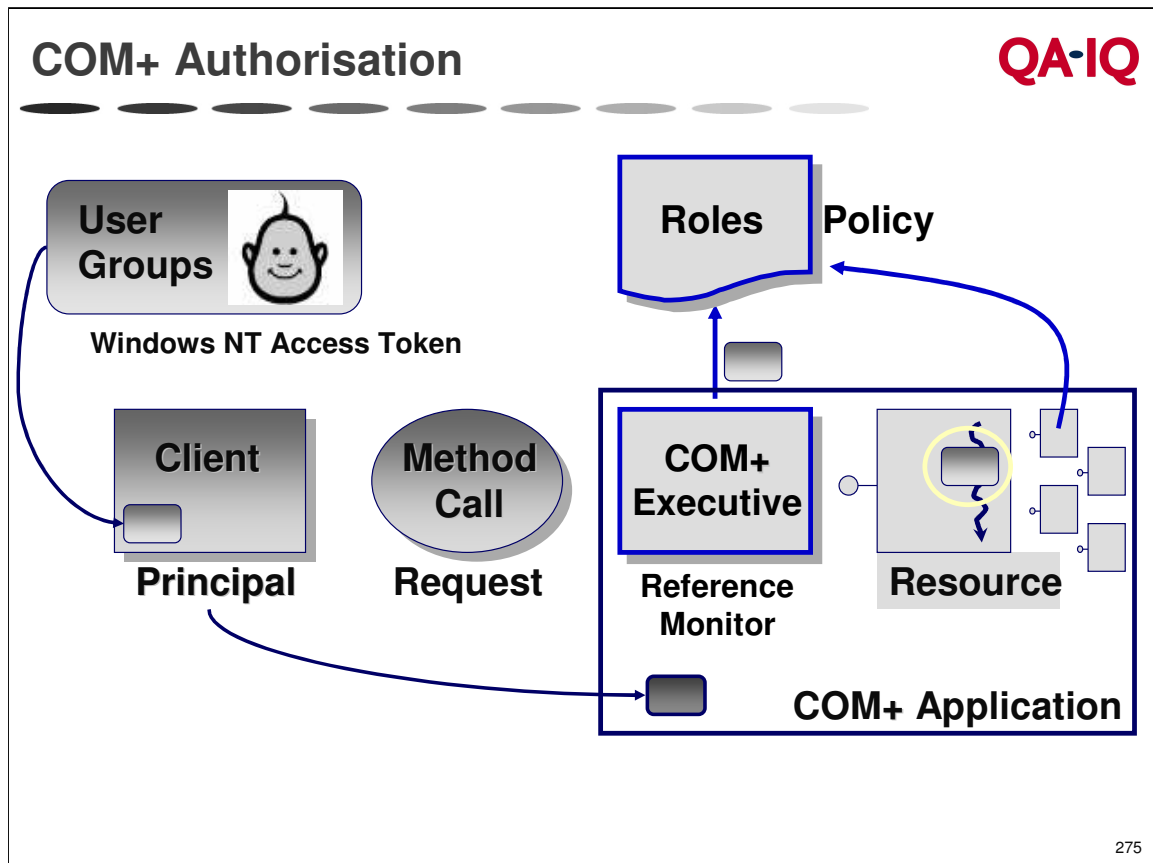 COM+ Authorisation
QA-IQ
User
Groups
Windows NT Access Token
Roles
Policy
Client
Method
Call
COM+
Executive
Principal
Request
Reference
Monitor
Resource
COM+ Application
275